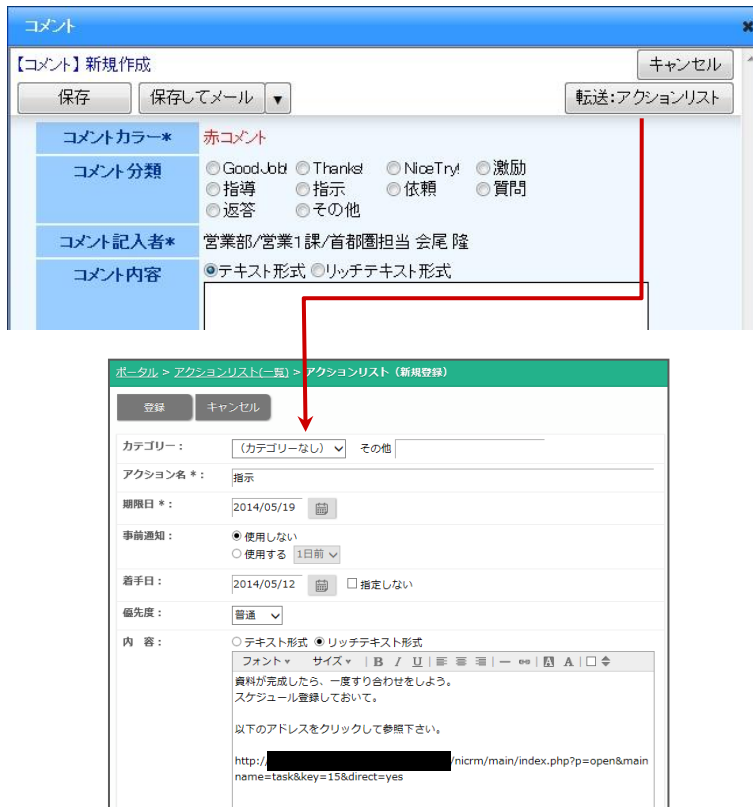 コメント
【コメント】新規作成
キャンセル
保存 保存してメール ▼ 転送:アクションリスト
コメントカラー* 赤コメント
コメント分類 GoodJob! Thanks! NiceTry! 激励
指導 指示 依頼 質問
返答 その他
コメント記入者* 営業部/営業1課/首都圏担当 会尾 隆
コメント内容 テキスト形式 リッチテキスト形式
ポータル > アクションリスト(一覧) > アクションリスト（新規登録）
登録 キャンセル
カテゴリー： （カテゴリーなし） その他
アクション名 *： 指示
期限日 *： 2014/05/19
事前通知： 使用しない
使用する 1日前
着手日： 2014/05/12 指定しない
優先度： 普通
内 容： テキスト形式 リッチテキスト形式
フォント サイズ B I U A A
資料が完成したら、一度すり合わせをしよう。
スケジュール登録しておいて。
以下のアドレスをクリックして参照下さい。
http:/ /nicrm/main/index.php?p=open&main
name=task&key=15&direct=yes